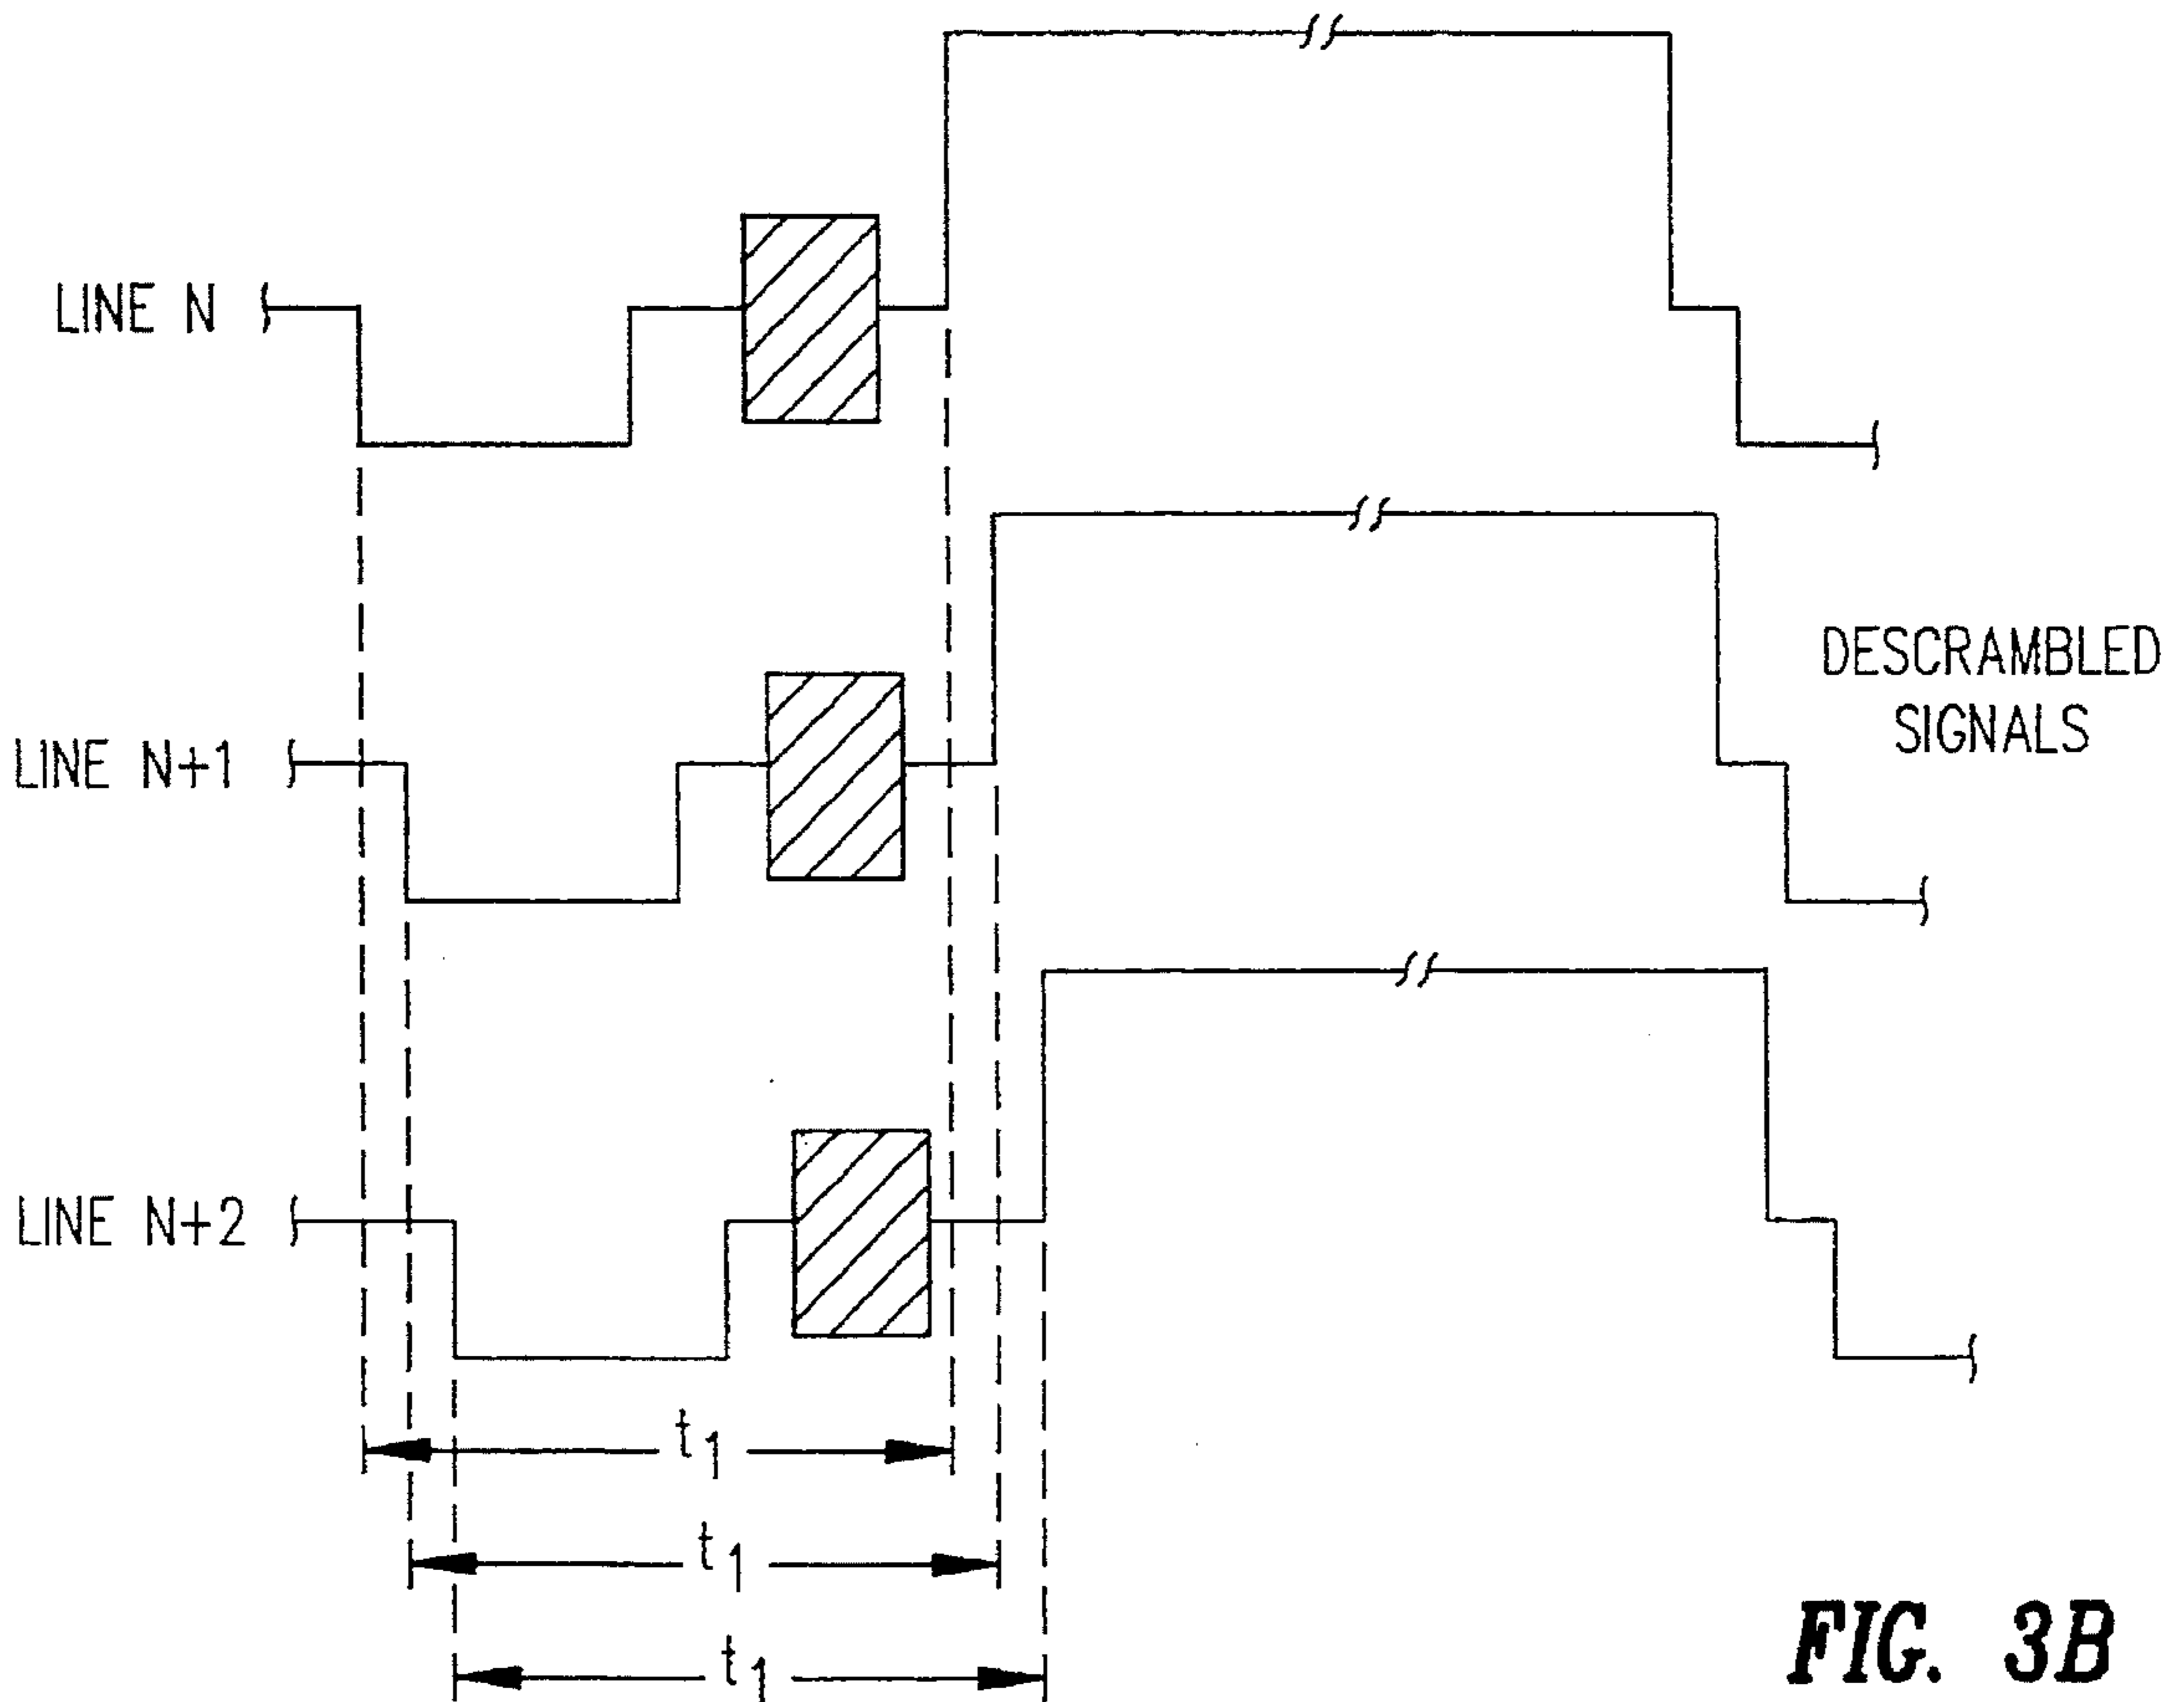 LINE N
LINE N+1
DESCRAMBLED
SIGNALS
LINE N+2
t1
t1
t1
FIG. 3B